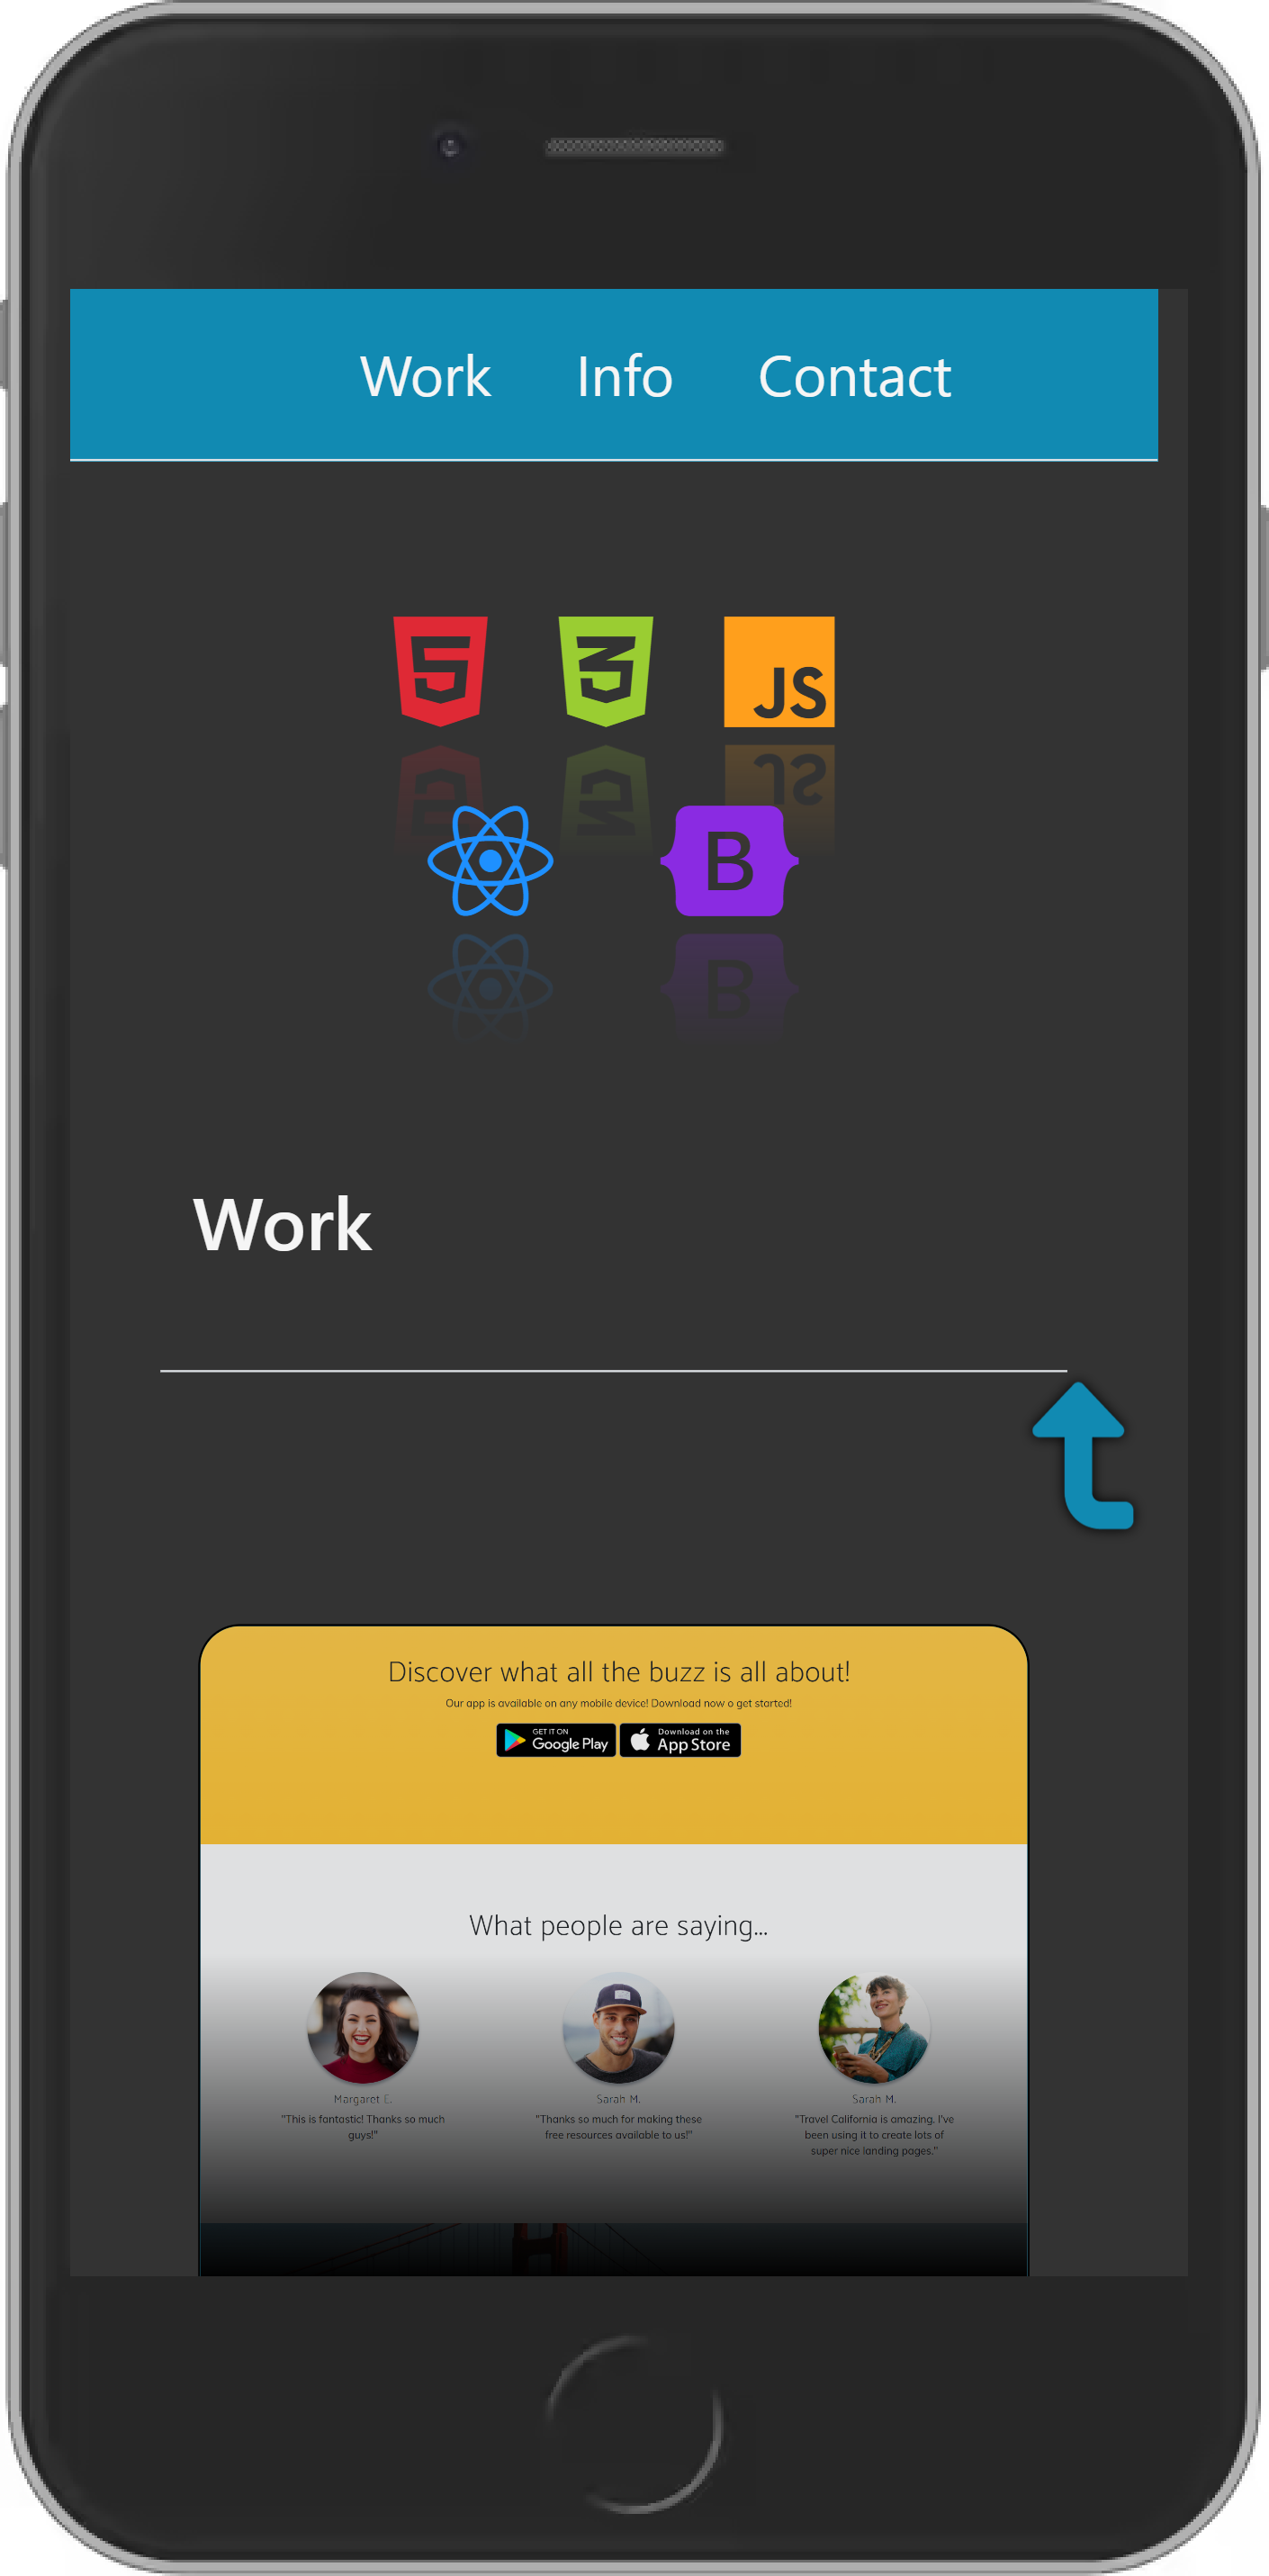 Work Info Contact
5 3 JS
JS
B
B
Work
Discover what all the buzz is all about!
Our app is available on any mobile device! Download now o get started!
GET IT ON
Google Play
Download on the
App Store
What people are saying...
Margaret E. Sarah M. Sarah M.
"This is fantastic! Thanks so much
guys!"
"Thanks so much for making these
free resources available to us!"
"Travel California is amazing. I've
been using it to create lots of
super nice landing pages."